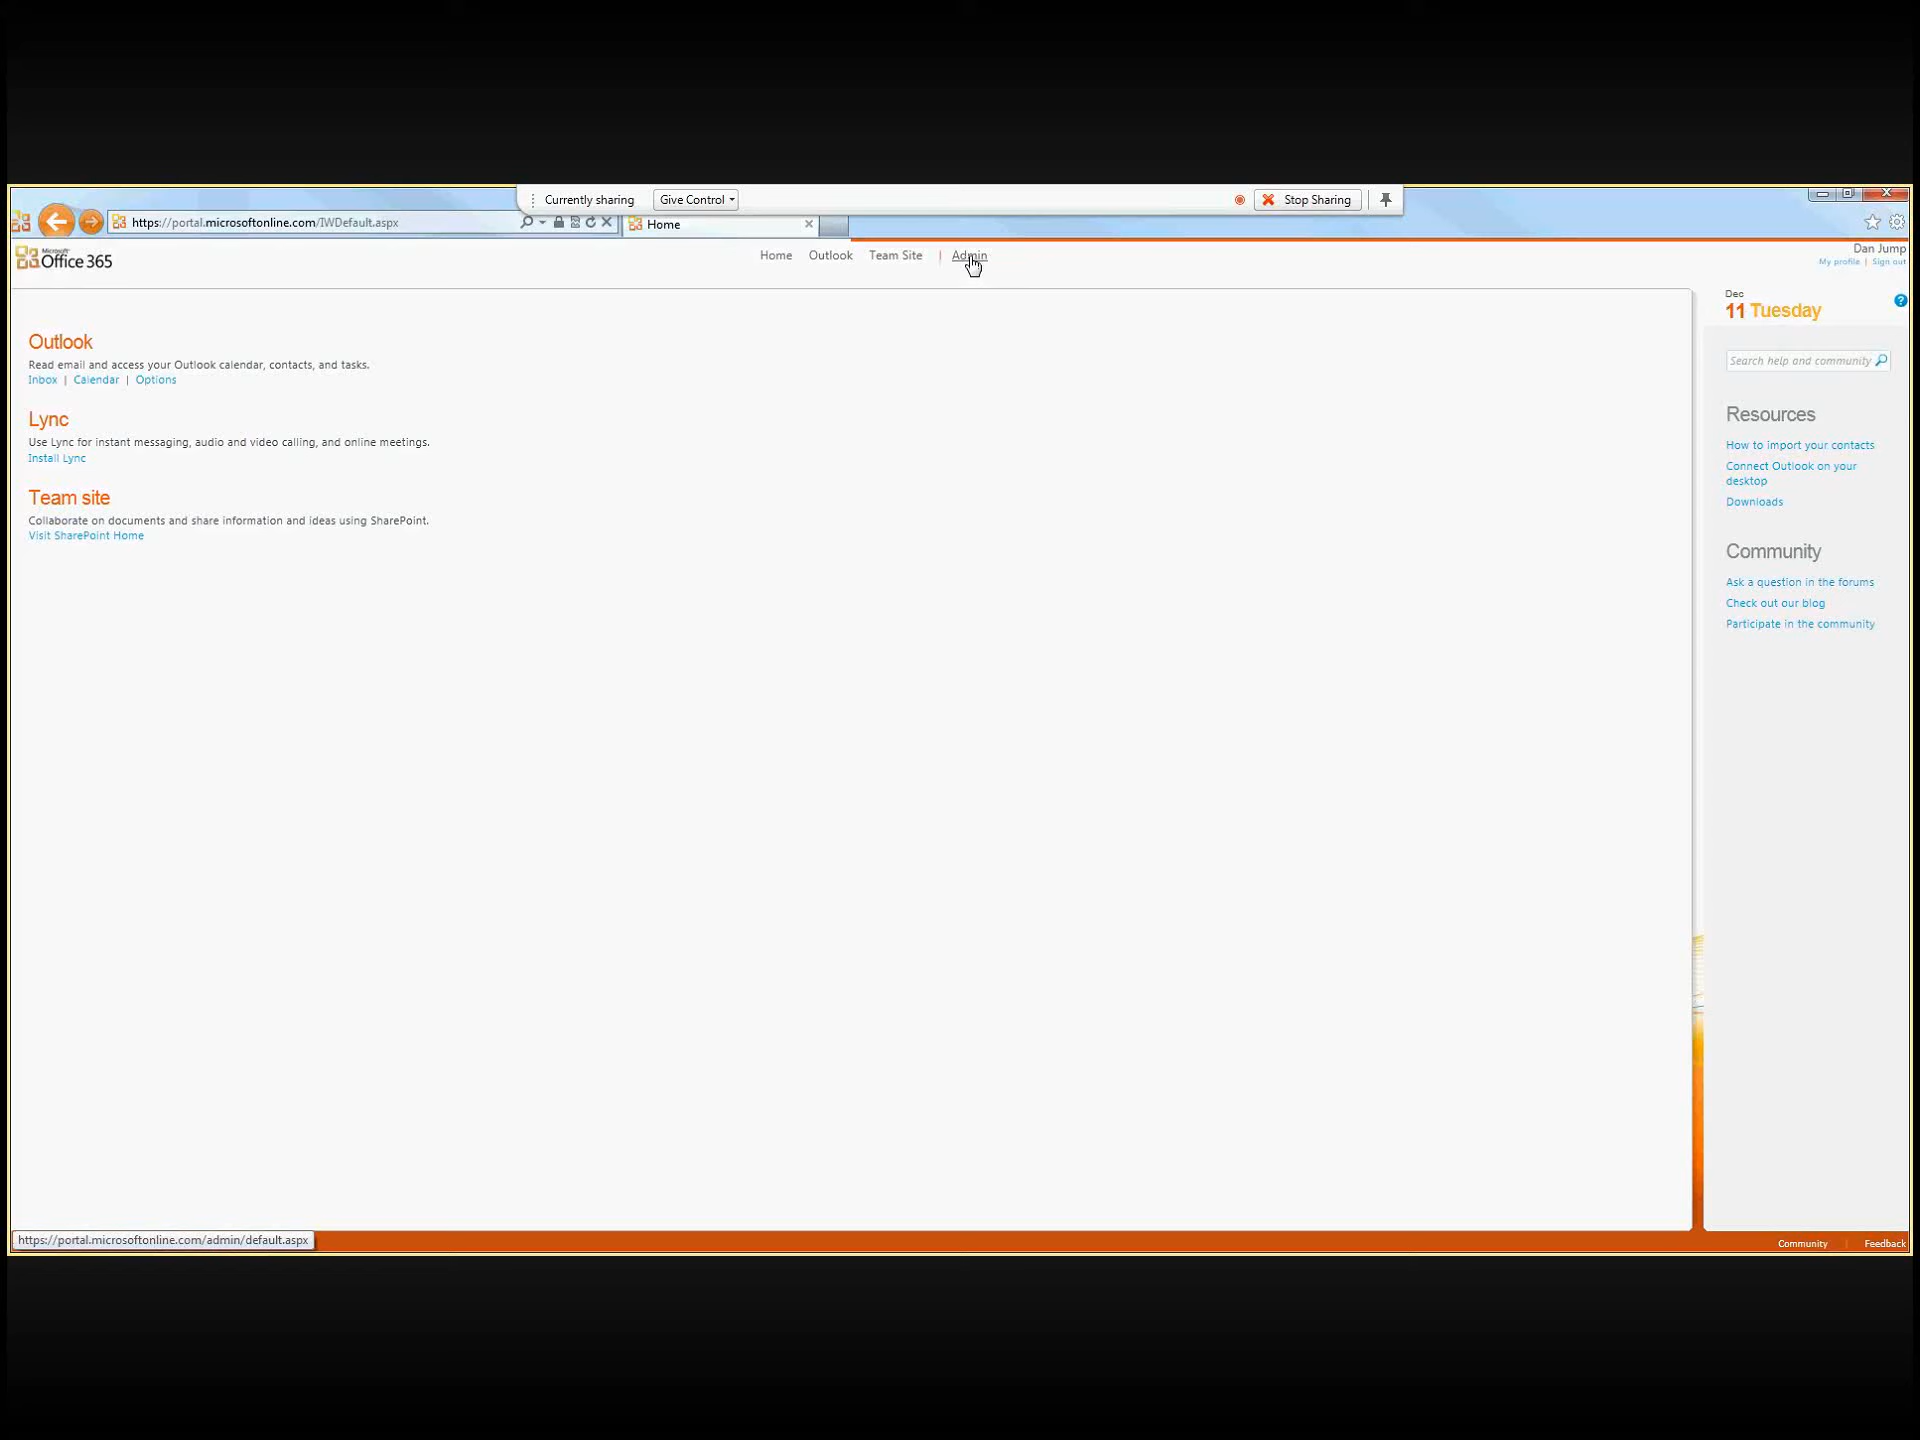 Currently sharing
Give Control
Stop Sharing
https://portal.microsoftonline.com/IWDefault.aspx
Home
Microsoft
Office 365
Home
Outlook
Team Site
|
Admin
Dan Jump
My profile | Sign out
Dec
11 Tuesday
?
Search help and community
Outlook
Read email and access your Outlook calendar, contacts, and tasks.
Inbox | Calendar | Options
Lync
Use Lync for instant messaging, audio and video calling, and online meetings.
Install Lync
Team site
Collaborate on documents and share information and ideas using SharePoint.
Visit SharePoint Home
Resources
How to import your contacts
Connect Outlook on your
desktop
Downloads
Community
Ask a question in the forums
Check out our blog
Participate in the community
https://portal.microsoftonline.com/admin/default.aspx
Community | Feedback